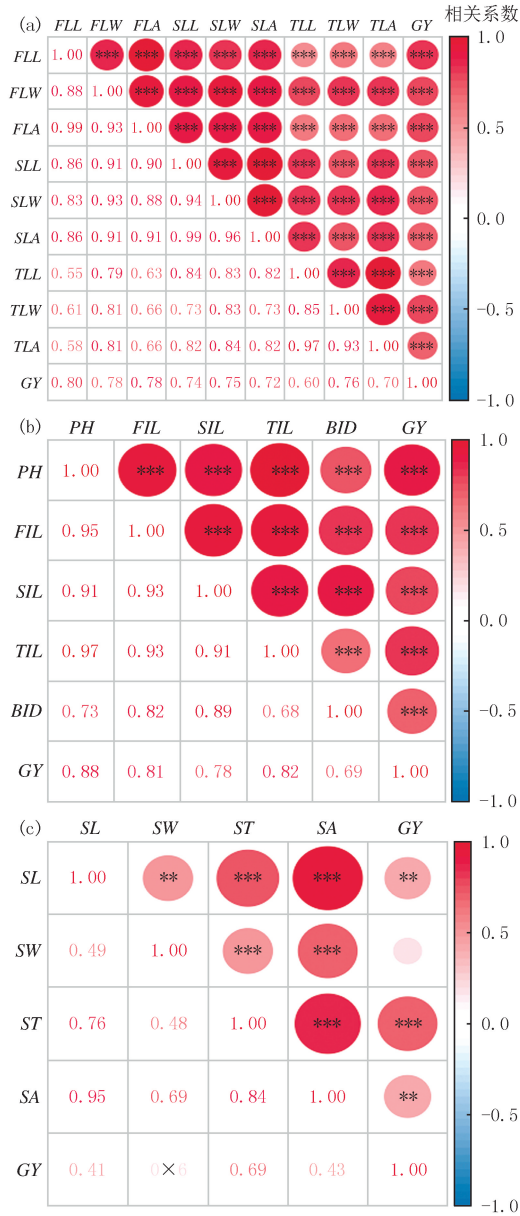 相关系数
(a) FLL FLW FLA SLL SLW SLA TLL TLW TLA GY
1.0
FLL 1.00 *** *** *** *** *** *** *** *** ***
FLW 0.88 1.00 *** *** *** *** *** *** *** ***
0.5
FLA 0.99 0.93 1.00 *** *** *** *** *** *** ***
SLL 0.86 0.91 0.90 1.00 *** *** *** *** *** ***
SLW 0.83 0.93 0.88 0.94 1.00 *** *** *** *** ***
0.0
SLA 0.86 0.91 0.91 0.99 0.96 1.00 *** *** *** ***
TLL 0.55 0.79 0.63 0.84 0.83 0.82 1.00 *** *** ***
TLW 0.61 0.81 0.66 0.73 0.83 0.73 0.85 1.00 *** ***
-0.5
TLA 0.58 0.81 0.66 0.82 0.84 0.82 0.97 0.93 1.00 ***
GY 0.80 0.78 0.78 0.74 0.75 0.72 0.60 0.76 0.70 1.00
-1.0
(b) PH FIL SIL TIL BID GY
1.0
PH 1.00 *** *** *** *** ***
FIL 0.95 1.00 *** *** *** ***
0.5
SIL 0.91 0.93 1.00 *** *** ***
0.0
TIL 0.97 0.93 0.91 1.00 *** ***
BID 0.73 0.82 0.89 0.68 1.00 ***
-0.5
GY 0.88 0.81 0.78 0.82 0.69 1.00
-1.0
(c) SL SW ST SA GY
1.0
SL 1.00 ** *** *** **
0.5
SW 0.49 1.00 *** ***
ST 0.76 0.48 1.00 *** ***
0.0
SA 0.95 0.69 0.84 1.00 **
-0.5
GY 0.41 × 0.69 0.43 1.00
-1.0